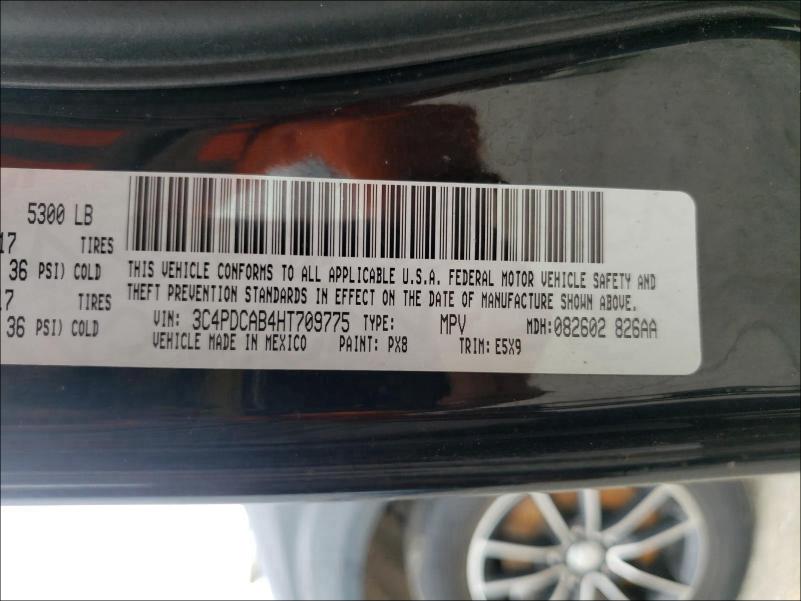 5300 LB
17 TIRES
36 PSI) COLD
17 TIRES
36 PSI) COLD
THIS VEHICLE CONFORMS TO ALL APPLICABLE U.S.A. FEDERAL MOTOR VEHICLE SAFETY AND
THEFT PREVENTION STANDARDS IN EFFECT ON THE DATE OF MANUFACTURE SHOWN ABOVE.
VIN: 3C4PDCAB4HT709775 TYPE: MPV MDH:082602 826AA
VEHICLE MADE IN MEXICO PAINT: PX8 TRIM: E5X9